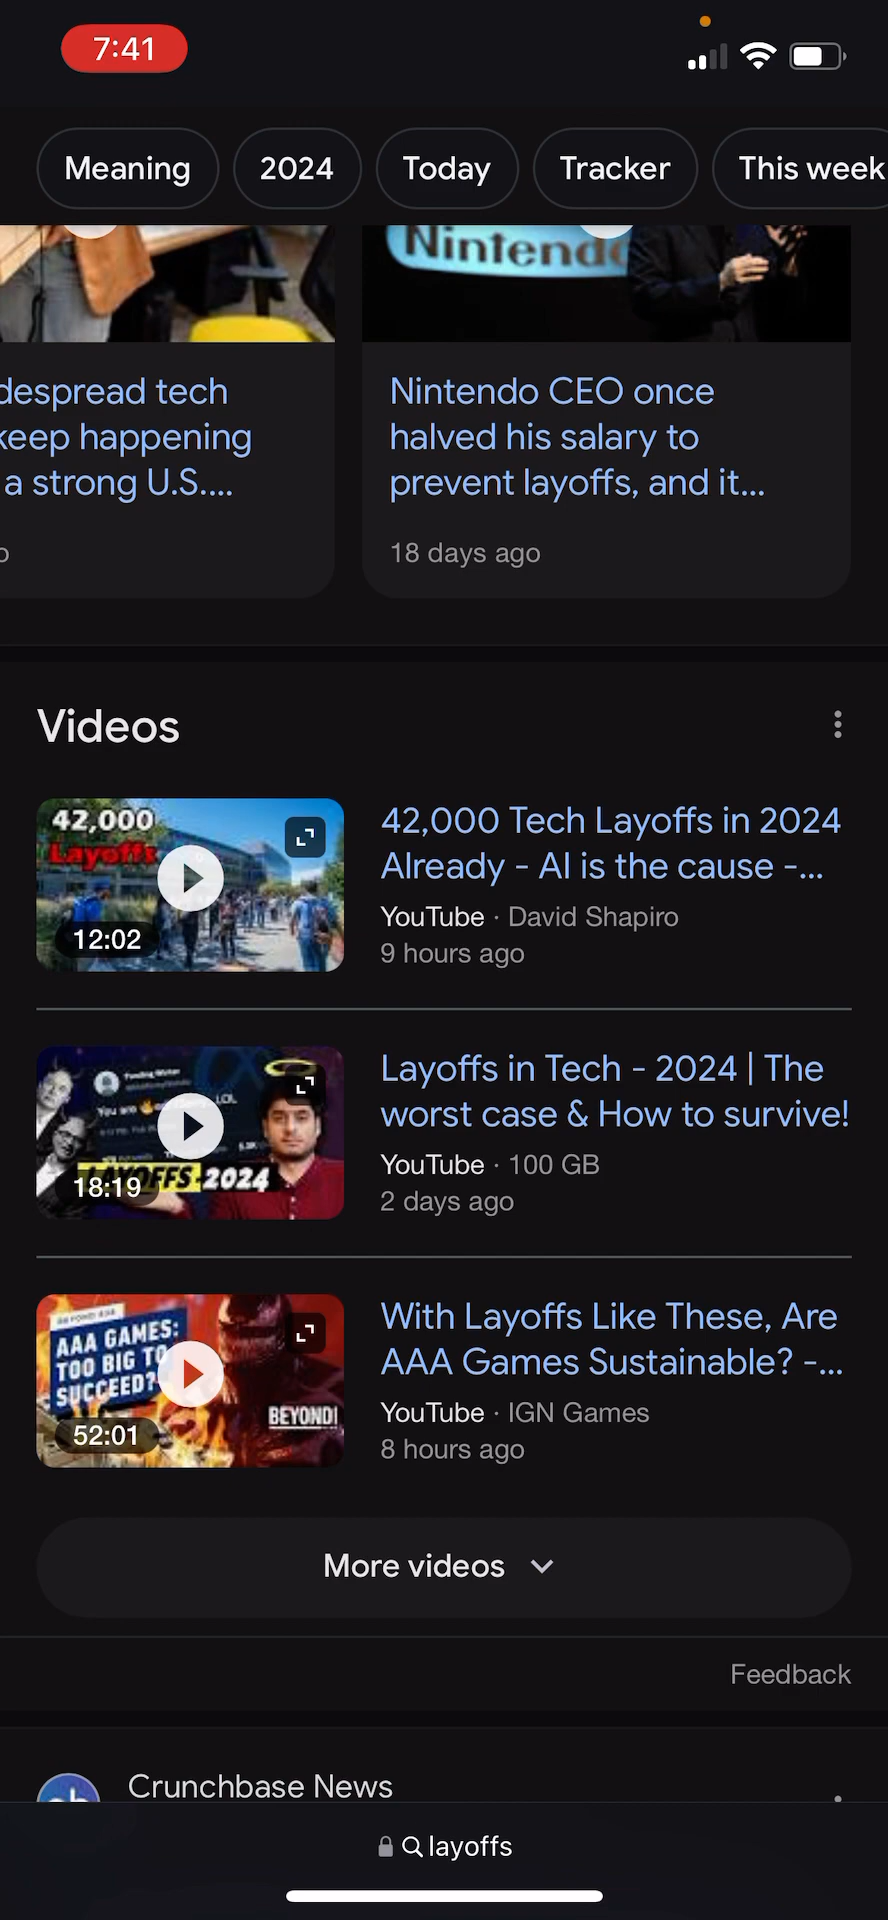 7:41
Meaning
2024
Today
Tracker
This week
Nintendo
despread tech
keep happening
a strong U.S....
o
Nintendo CEO once
halved his salary to
prevent layoffs, and it...
18 days ago
Videos
42,000
Layoffs
12:02
42,000 Tech Layoffs in 2024
Already - AI is the cause -...
YouTube · David Shapiro
9 hours ago
You are
LOL
LAYOFFS 2024
18:19
Layoffs in Tech - 2024 | The
worst case & How to survive!
YouTube · 100 GB
2 days ago
AAA GAMES:
TOO BIG TO
SUCCEED?
BEYOND!
52:01
With Layoffs Like These, Are
AAA Games Sustainable? -...
YouTube · IGN Games
8 hours ago
More videos
Feedback
cb
Crunchbase News
layoffs